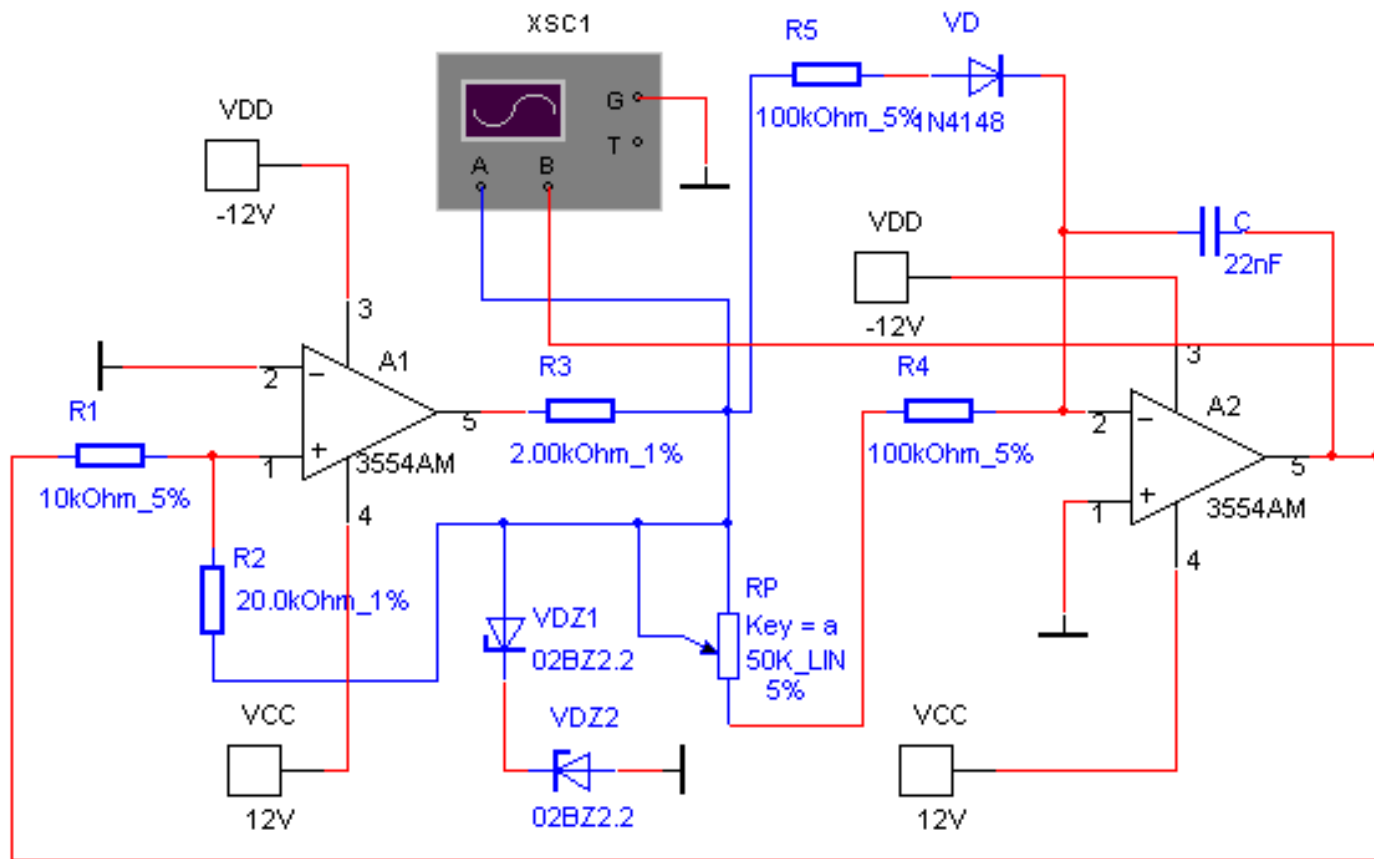 XSC1
G
T
A
B
R5
100kOhm_5%
VD
1N4148
VDD
-12V
VDD
-12V
C
22nF
3
2
A1
1
5
3554AM
4
R1
10kOhm_5%
R3
2.00kOhm_1%
R4
100kOhm_5%
3
2
A2
1
5
3554AM
4
R2
20.0kOhm_1%
VDZ1
02BZ2.2
RP
Key = a
50K_LIN
5%
VCC
12V
VDZ2
02BZ2.2
VCC
12V